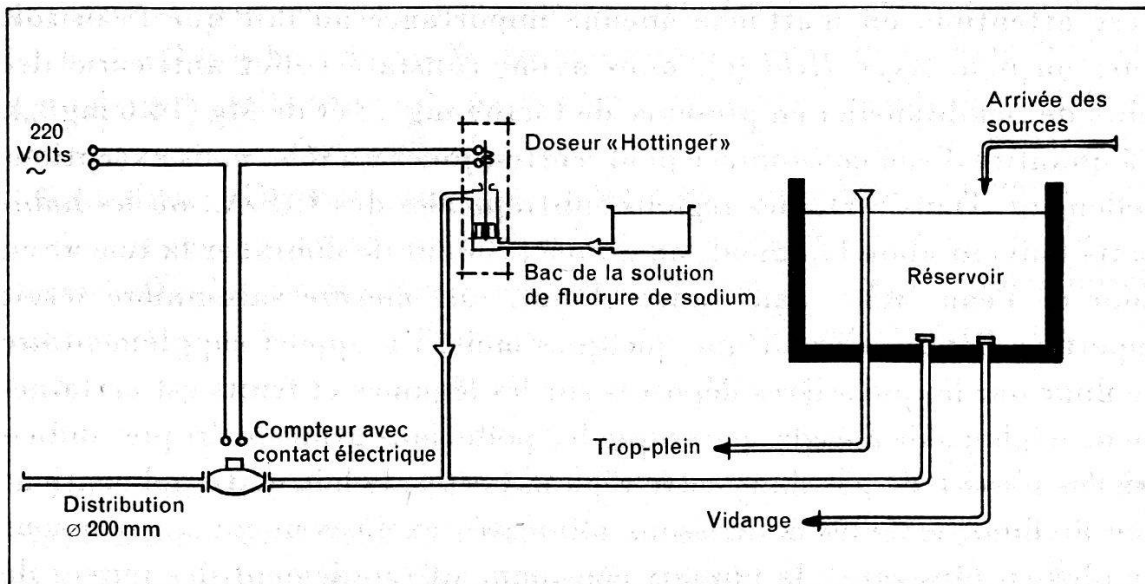 220
Volts
~
Doseur «Hottinger»
Bac de la solution
de fluorure de sodium
Arrivée des
sources
Réservoir
Compteur avec
contact électrique
Trop-plein
Distribution
Ø 200 mm
Vidange